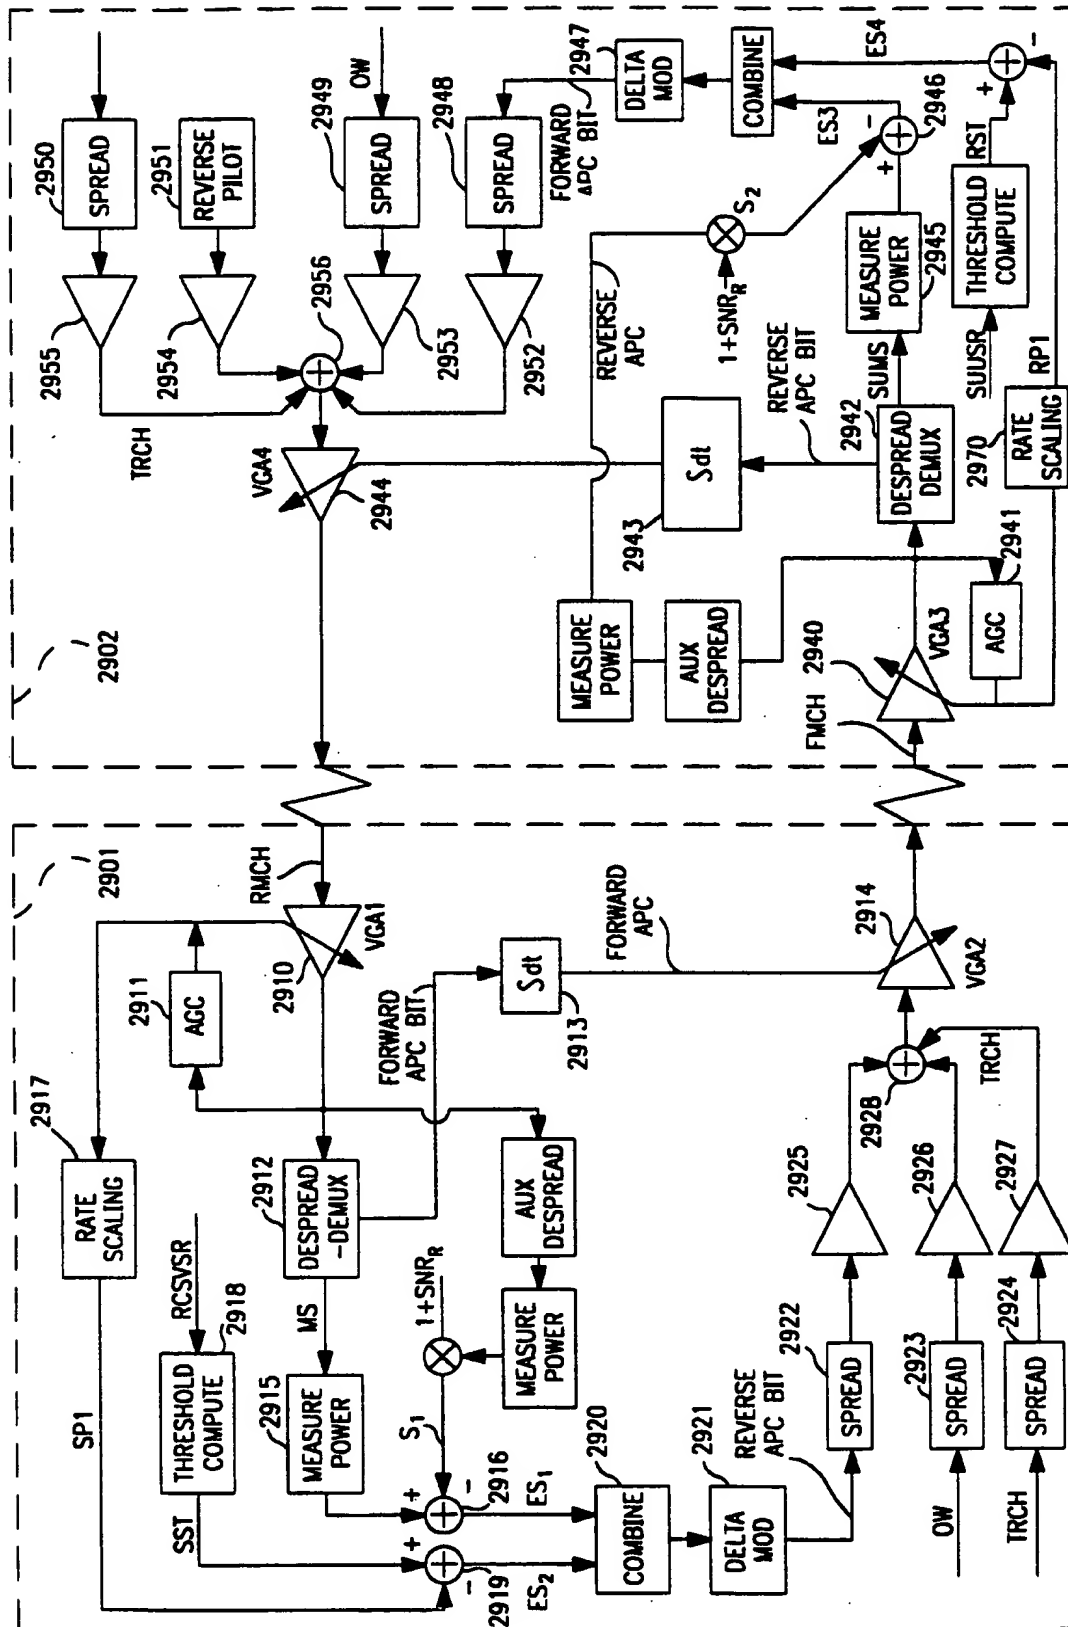 2901
2917
RATE SCALING
2911
AGC
RMCH
VGA1
2910
RCSVSR
2918
THRESHOLD COMPUTE
2912
DESPREAD -DEMUX
FORWARD APC BIT
∫dt
2913
FORWARD APC
SP1
SST
MS
2915
MEASURE POWER
1+SNRR
AUX DESPREAD
MEASURE POWER
S1
+
-
2916
+
-
2919
ES1
ES2
2920
COMBINE
2921
DELTA MOD
REVERSE APC BIT
2922
SPREAD
2923
SPREAD
2924
SPREAD
OW
TRCH
2925
2926
2927
2928
TRCH
2914
VGA2
2902
2950
SPREAD
2951
REVERSE PILOT
2949
SPREAD
OW
2948
SPREAD
FORWARD APC BIT
2947
DELTA MOD
2955
2954
2956
2953
2952
TRCH
VGA4
2944
COMBINE
ES3
ES4
-
+
2946
S2
1+SNRR
REVERSE APC
MEASURE POWER
AUX DESPREAD
∫dt
2943
REVERSE APC BIT
SUMS
2945
MEASURE POWER
2942
DESPREAD DEMUX
SUUSR
THRESHOLD COMPUTE
RST
+
-
RP1
2970
RATE SCALING
2941
AGC
VGA3
2940
FMCH